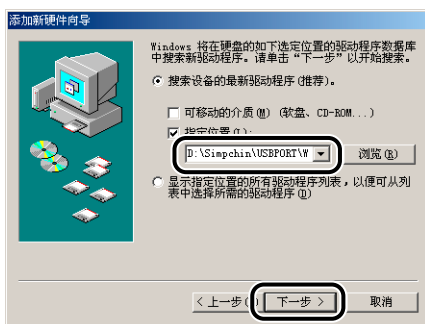 添加新硬件向导
Windows 将在硬盘的如下选定位置的驱动程序数据库
中搜索新驱动程序。请单击“下一步”以开始搜索。
搜索设备的最新驱动程序(推荐)。
可移动的介质(M) (软盘、CD-ROM...)
指定位置(L):
D:\Simpchin\USBPORT\W
浏览(R)
显示指定位置的所有驱动程序列表，以便可从列
表中选择所需的驱动程序(D)
< 上一步(
下一步 >
取消